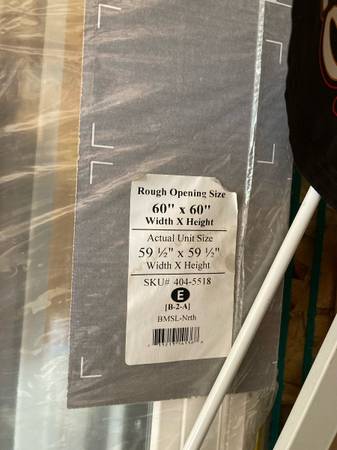 Rough Opening Size
60" x 60"
Width X Height
Actual Unit Size
59 ½" x 59 ½"
Width X Height
SKU# 404-5518
E
[B-2-A]
BMSL-Nrth